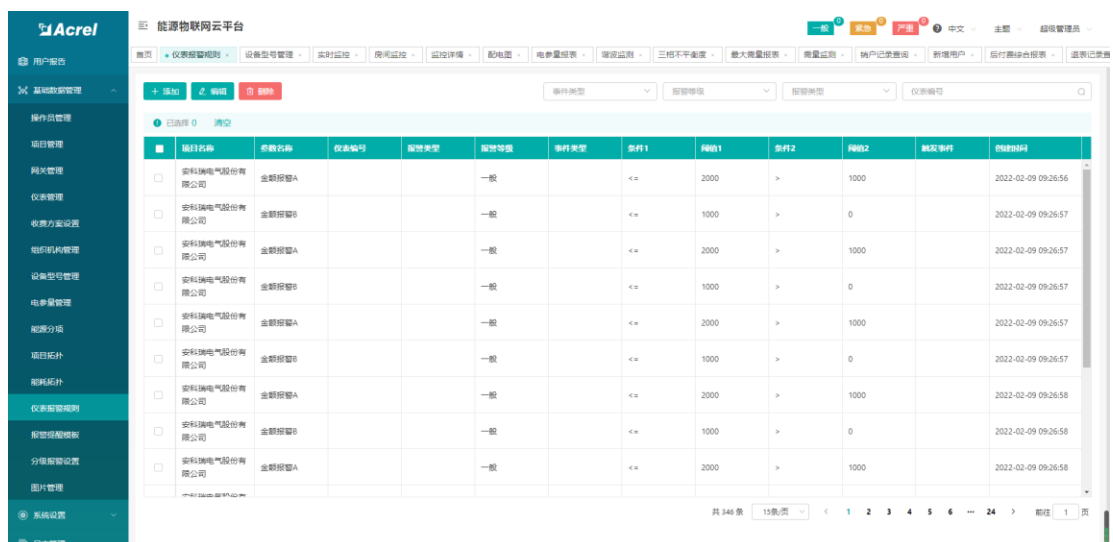 Acrel
能源物联网云平台
一般 0 紧急 0 严重 0 中文 主题 超级管理员
首页 仪表报警规则 设备型号管理 实时监控 房间监控 监控详情 配电图 电参量报表 谐波监测 三相不平衡度 最大需量报表 需量监测 销户记录查询 新增用户 后付费综合报表 退表记录查
用户报告
基础数据管理
操作员管理
项目管理
网关管理
仪表管理
收费方案设置
组织机构管理
设备型号管理
电参量管理
能源分项
项目拓扑
能耗拓扑
仪表报警规则
报警提醒模板
分级报警设置
图片管理
系统设置
+ 添加 编辑 删除 事件类型 报警等级 报警类型 仪表编号
已选择 0 清空
项目名称 参数名称 仪表编号 报警类型 报警等级 事件类型 条件1 阈值1 条件2 阈值2 触发事件 创建时间
安科瑞电气股份有限公司 金额报警A 一般 <= 2000 > 1000 2022-02-09 09:26:56
安科瑞电气股份有限公司 金额报警B 一般 <= 1000 > 0 2022-02-09 09:26:57
安科瑞电气股份有限公司 金额报警A 一般 <= 2000 > 1000 2022-02-09 09:26:57
安科瑞电气股份有限公司 金额报警B 一般 <= 1000 > 0 2022-02-09 09:26:57
安科瑞电气股份有限公司 金额报警A 一般 <= 2000 > 1000 2022-02-09 09:26:57
安科瑞电气股份有限公司 金额报警B 一般 <= 1000 > 0 2022-02-09 09:26:57
安科瑞电气股份有限公司 金额报警A 一般 <= 2000 > 1000 2022-02-09 09:26:58
安科瑞电气股份有限公司 金额报警B 一般 <= 1000 > 0 2022-02-09 09:26:58
安科瑞电气股份有限公司 金额报警A 一般 <= 2000 > 1000 2022-02-09 09:26:58
共 346 条 15条/页 < 1 2 3 4 5 6 ··· 24 > 前往 1 页